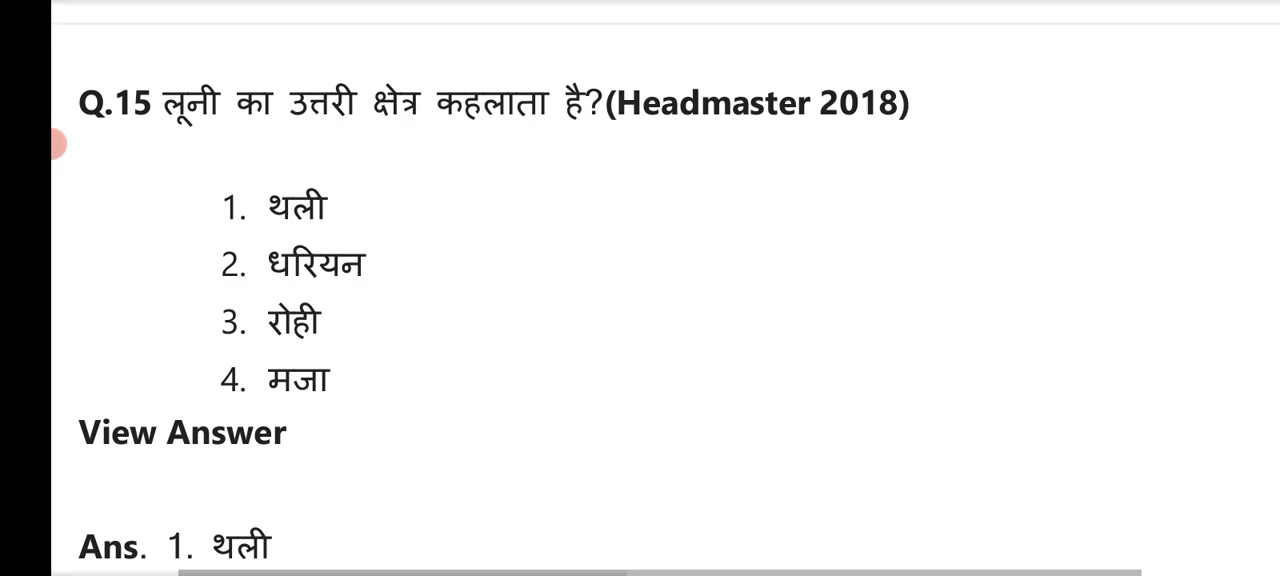 Q.15 लूनी का उत्तरी क्षेत्र कहलाता है?(Headmaster 2018)
1. थली
2. धरियन
3. रोही
4. मजा
View Answer
Ans. 1. थली